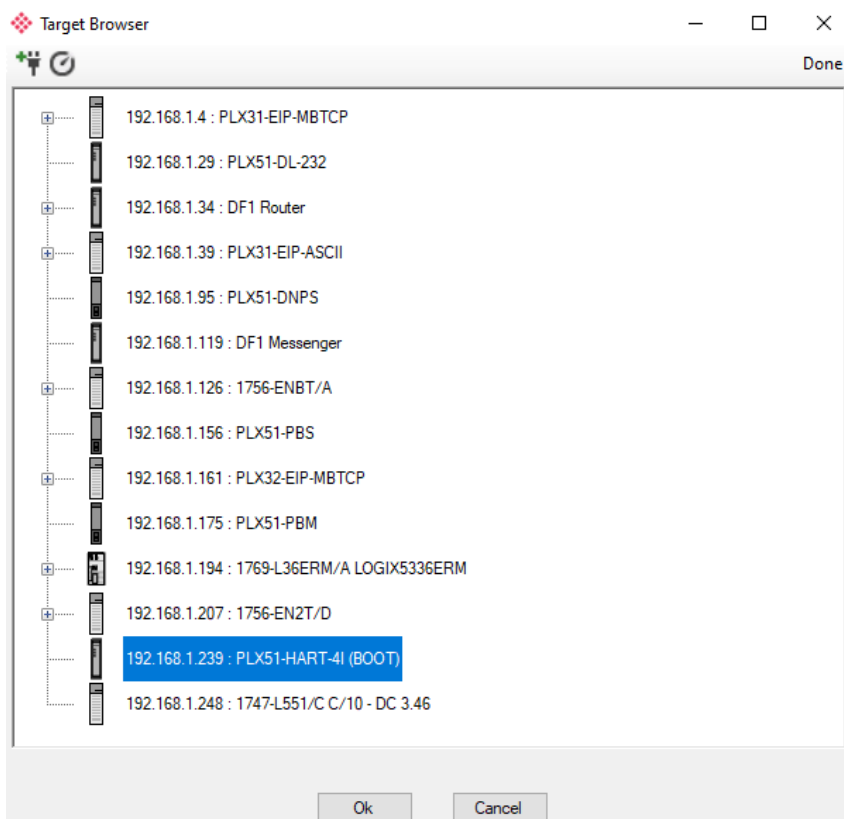 Target Browser
Done
192.168.1.4 : PLX31-EIP-MBTCP
192.168.1.29 : PLX51-DL-232
192.168.1.34 : DF1 Router
192.168.1.39 : PLX31-EIP-ASCII
192.168.1.95 : PLX51-DNPS
192.168.1.119 : DF1 Messenger
192.168.1.126 : 1756-ENBT/A
192.168.1.156 : PLX51-PBS
192.168.1.161 : PLX32-EIP-MBTCP
192.168.1.175 : PLX51-PBM
192.168.1.194 : 1769-L36ERM/A LOGIX5336ERM
192.168.1.207 : 1756-EN2T/D
192.168.1.239 : PLX51-HART-4I (BOOT)
192.168.1.248 : 1747-L551/C C/10 - DC 3.46
Ok Cancel